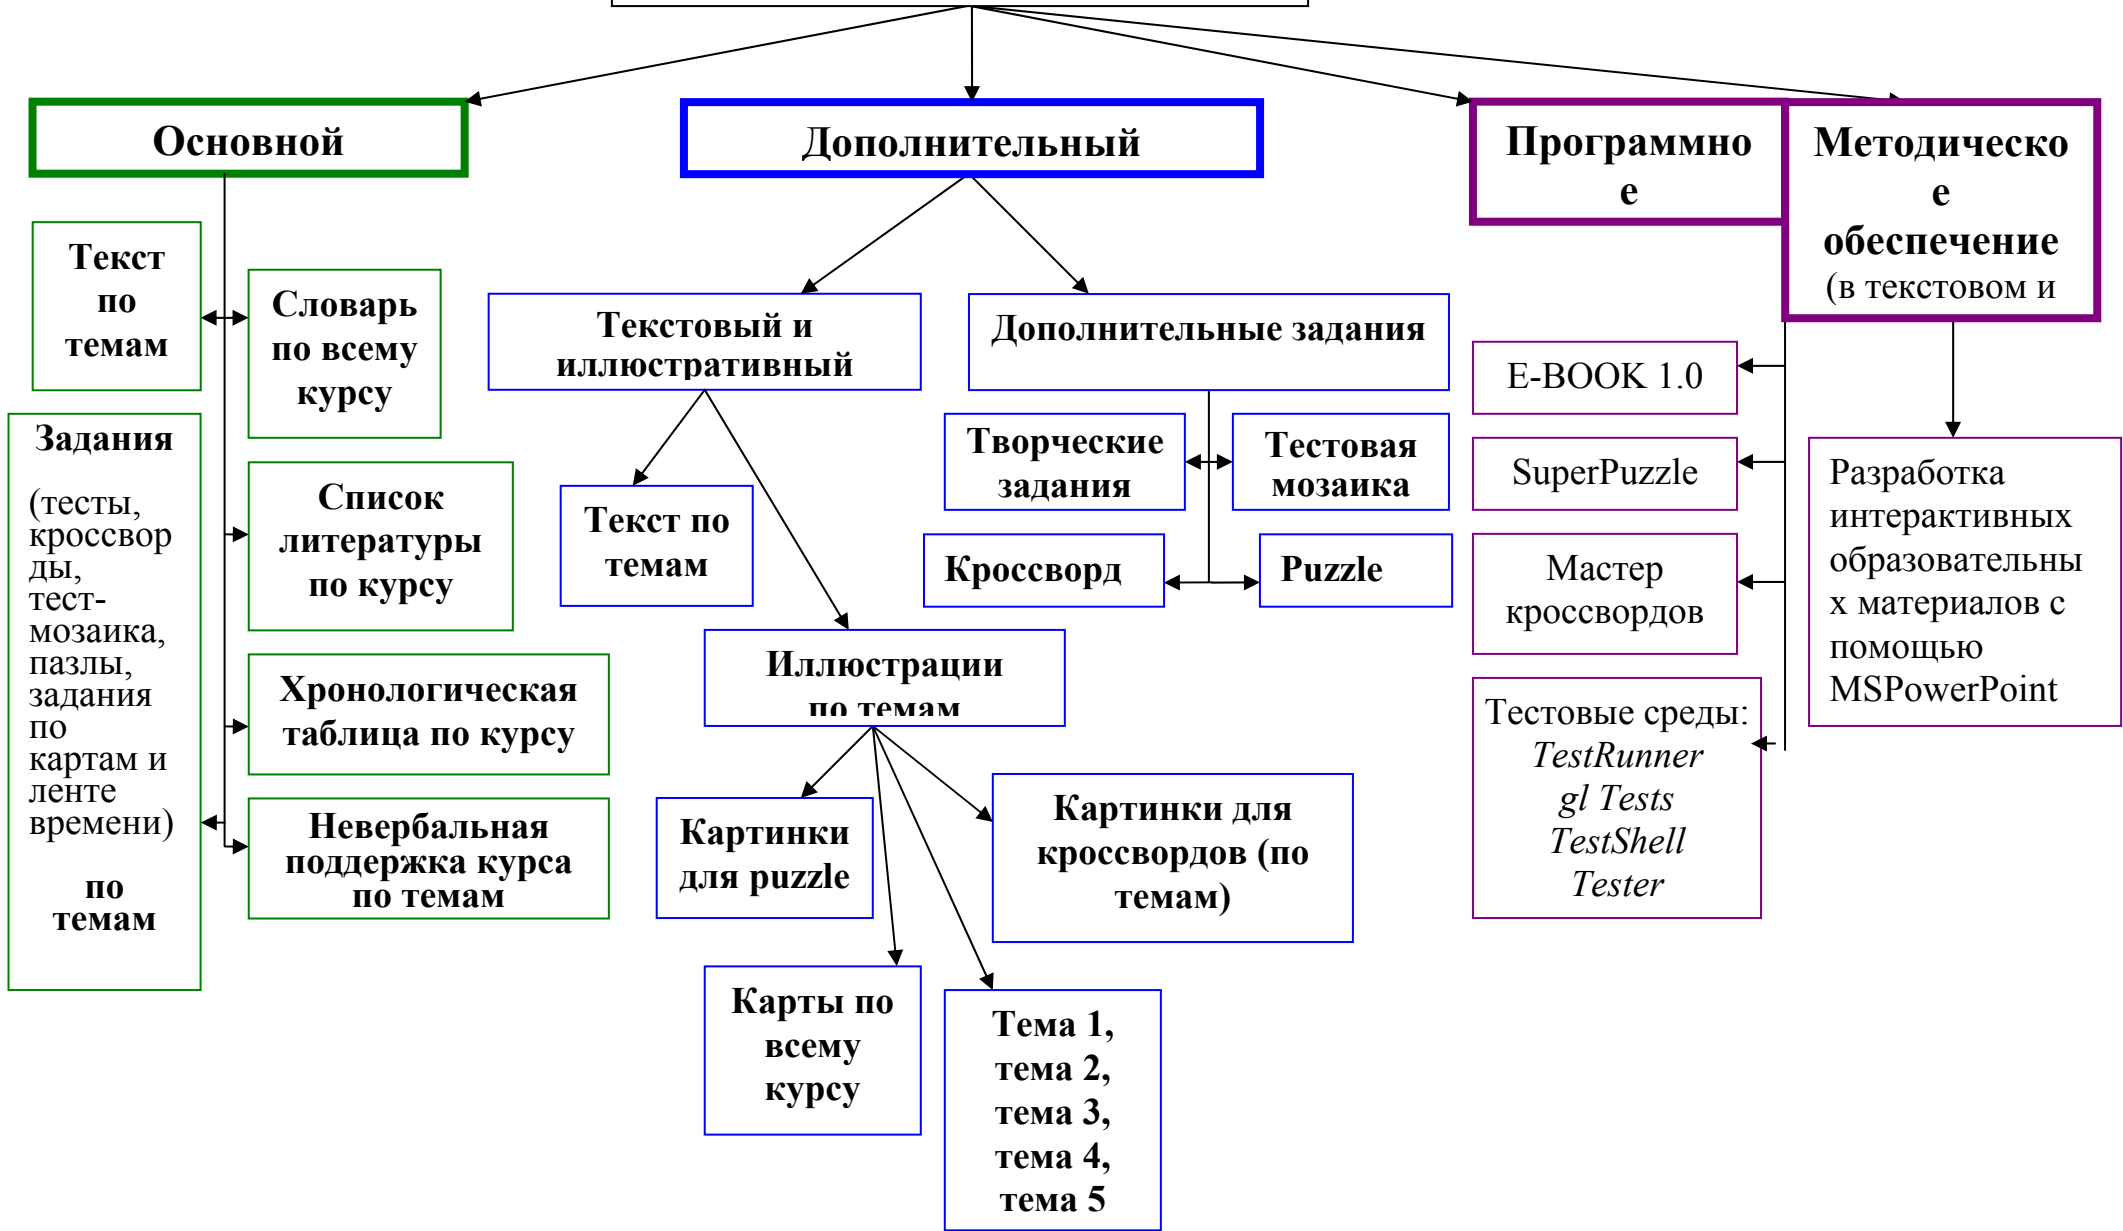 Основной
Дополнительный
Программно
е
Методическо
е
обеспечение
(в текстовом и
Текст
по
темам
Словарь
по всему
курсу
Задания
(тесты,
кроссвор
ды,
тест-
мозаика,
пазлы,
задания
по
картам и
ленте
времени)
по
темам
Список
литературы
по курсу
Хронологическая
таблица по курсу
Невербальная
поддержка курса
по темам
Текстовый и
иллюстративный
Дополнительные задания
Текст по
темам
Творческие
задания
Тестовая
мозаика
Кроссворд
Puzzle
Иллюстрации
по темам
Картинки
для puzzle
Картинки для
кроссвордов (по
темам)
Карты по
всему
курсу
Тема 1,
тема 2,
тема 3,
тема 4,
тема 5
E-BOOK 1.0
SuperPuzzle
Мастер
кроссвордов
Тестовые среды:
TestRunner
gl Tests
TestShell
Tester
Разработка
интерактивных
образовательны
х материалов с
помощью
MSPowerPoint